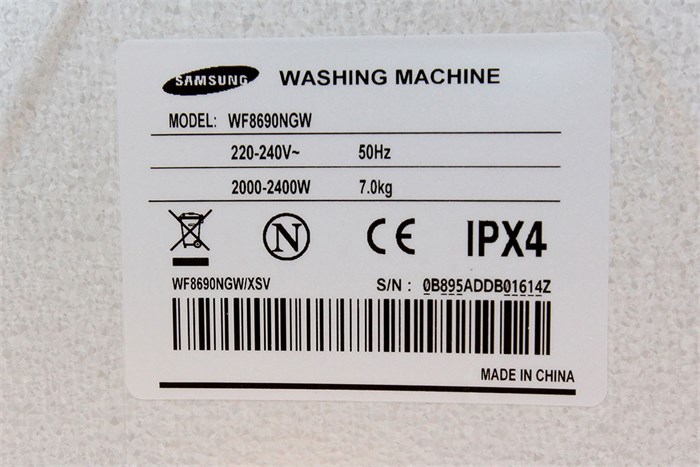 SAMSUNG WASHING MACHINE
MODEL: WF8690NGW
220-240V~ 50Hz
2000-2400W 7.0kg
N CE IPX4
WF8690NGW/XSV S/N : 0B895ADDB01614Z
MADE IN CHINA